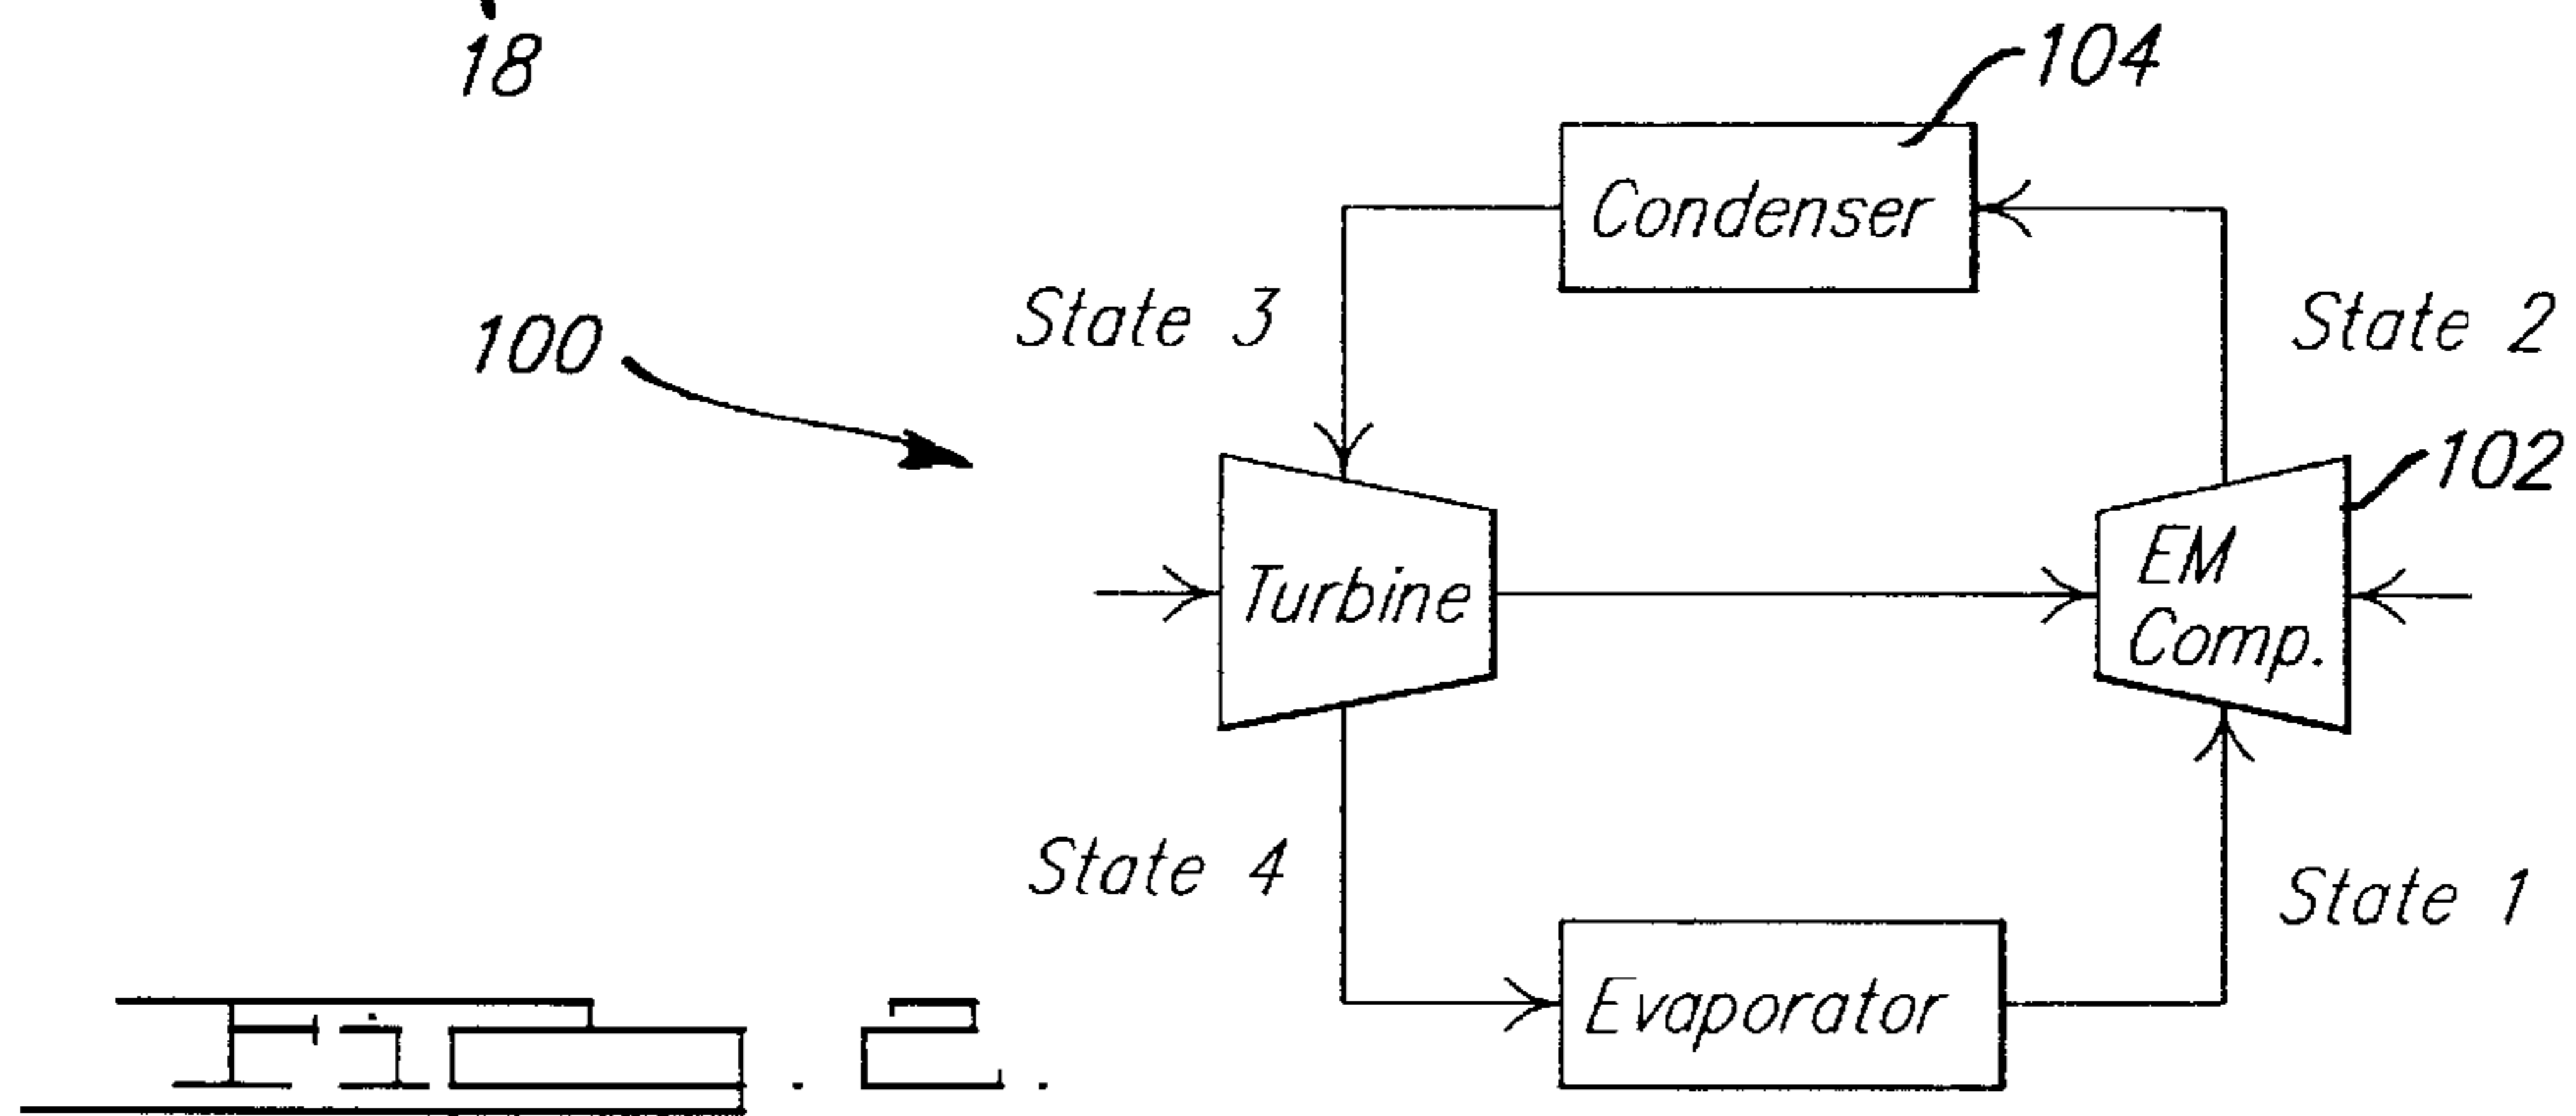 18
104
Condenser
State 3
State 2
100
102
Turbine
EM
Comp.
State 4
State 1
Evaporator